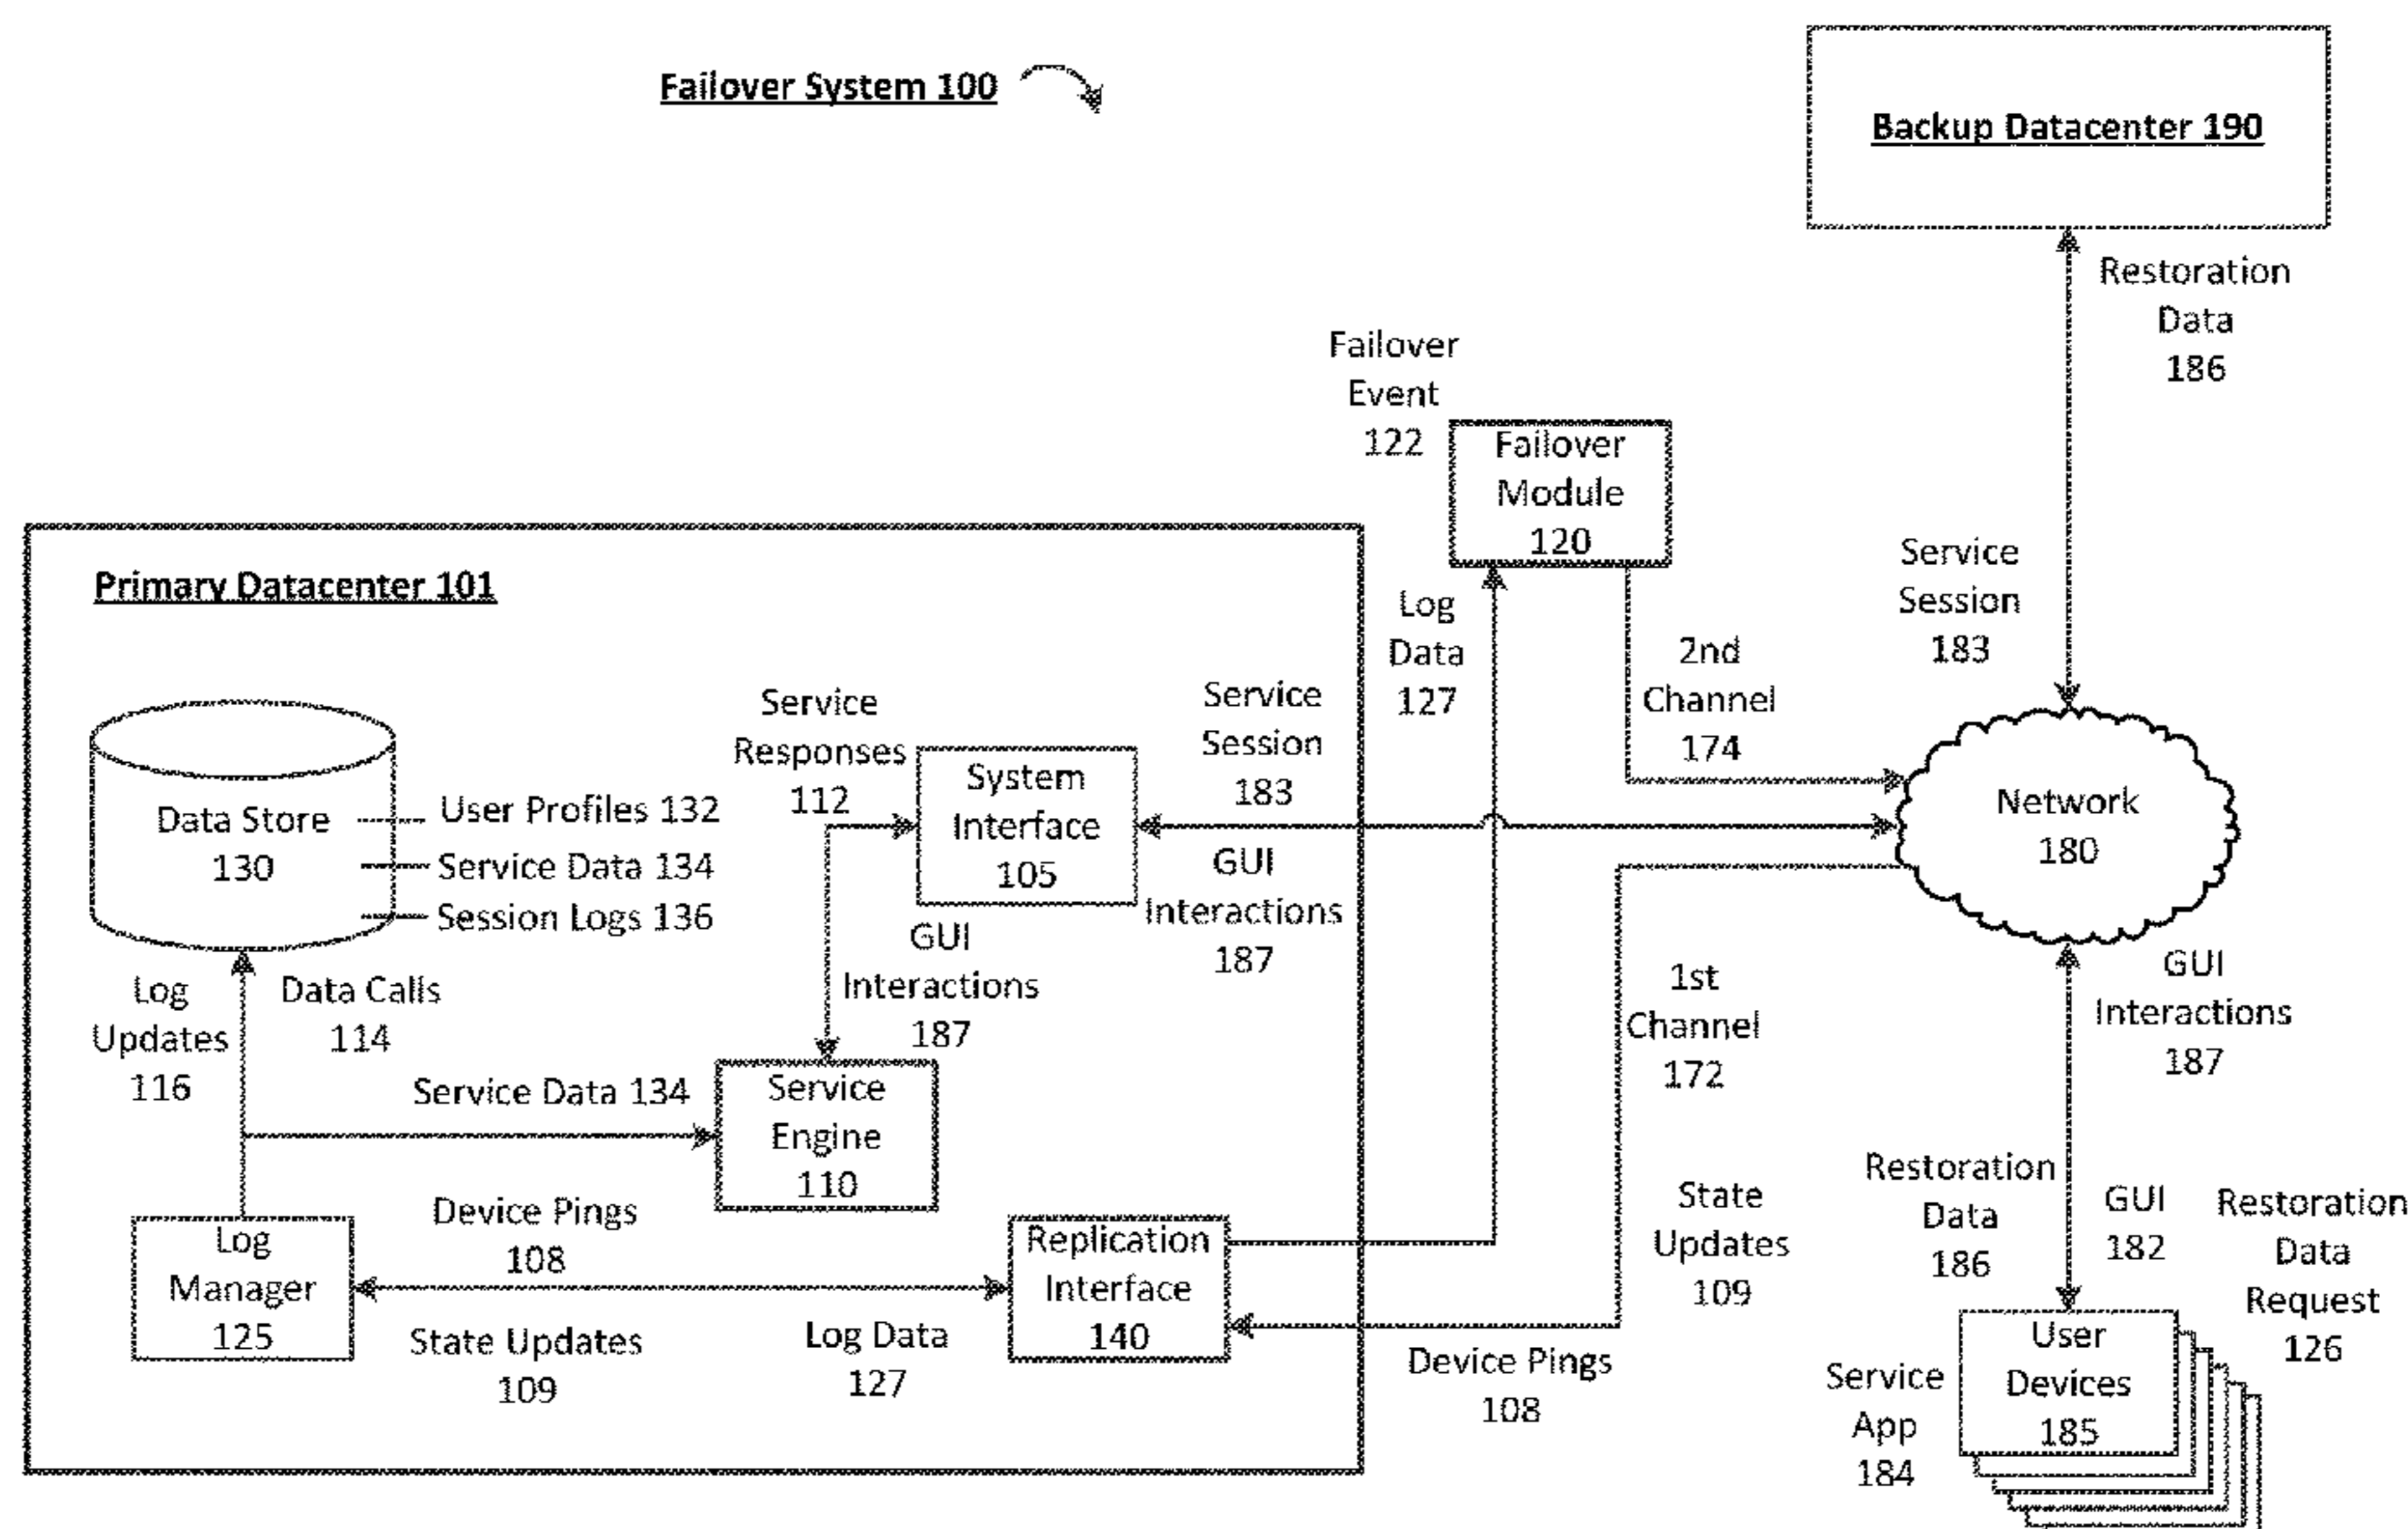 Failover System 100
Backup Datacenter 190
Restoration
Data
186
Failover
Event
122
Failover
Module
120
Service
Session
183
Primary Datacenter 101
Log
Data
127
2nd
Channel
174
Service
Responses
112
Service
Session
183
System
Interface
105
Network
180
Data Store
130
User Profiles 132
Service Data 134
Session Logs 136
GUI
Interactions
187
GUI
Interactions
187
Log
Updates
116
Data Calls
114
1st
Channel
172
GUI
Interactions
187
Service Data 134
Service
Engine
110
Device Pings
108
Log
Manager
125
Replication
Interface
140
State
Updates
109
Restoration
Data
186
GUI
182
Restoration
Data
Request
126
State Updates
109
Log Data
127
Device Pings
108
User
Devices
185
Service
App
184